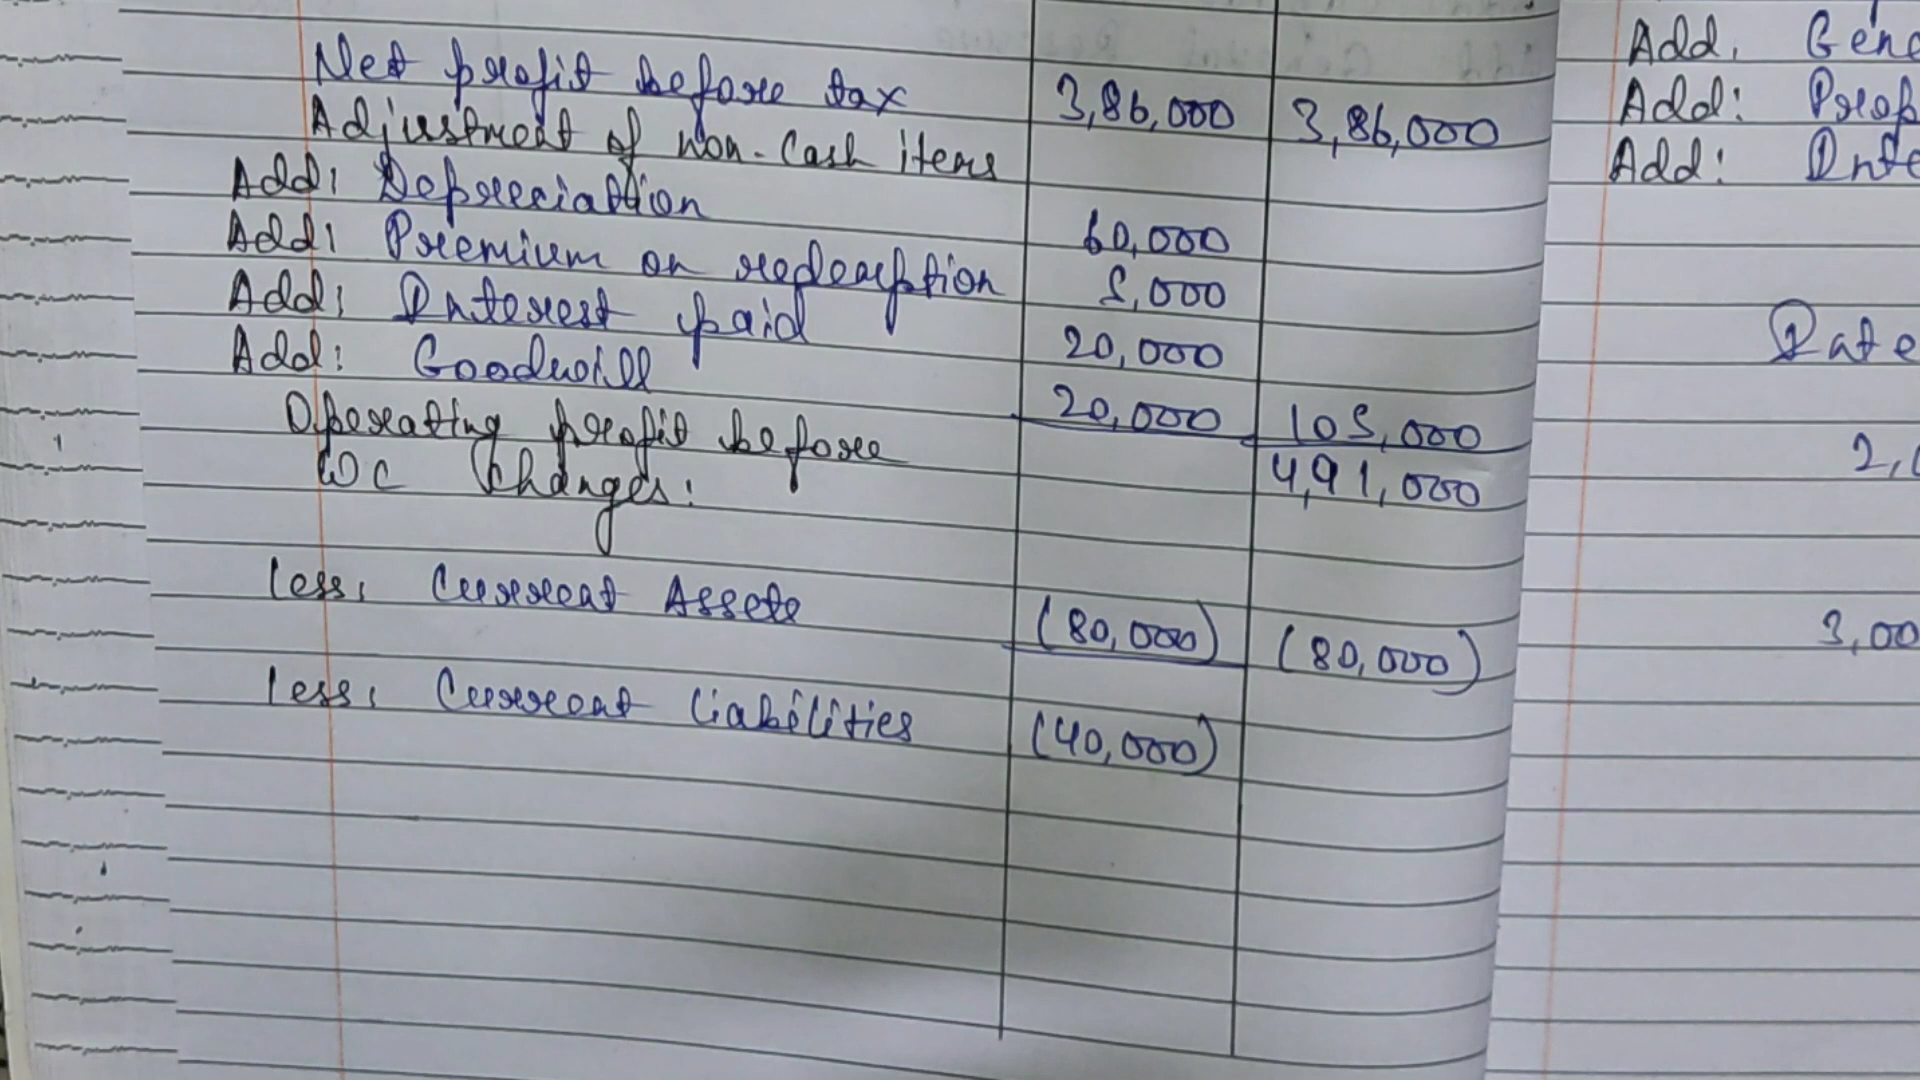 Net profit before tax 3,86,000 3,86,000
Adjustment of non-Cash items
Add: Depreciation 60,000
Add: Premium on redemption 5,000
Add: Interest paid 20,000
Add: Goodwill 20,000 105,000
Operating profit before 4,91,000
WC Changes:
Less: Current Assets (80,000) (80,000)
Less: Current Liabilities (40,000)
Add:
Add:
Add:
Date
3,00